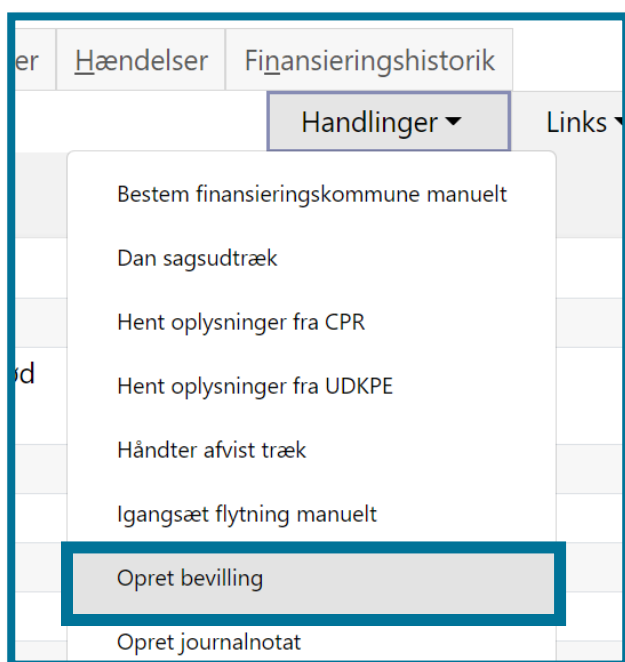 er Hændelser Finansieringshistorik
Handlinger Links
Bestem finansieringskommune manuelt
Dan sagsudtræk
Hent oplysninger fra CPR
Hent oplysninger fra UDKPE
ød
Håndter afvist træk
Igangsæt flytning manuelt
Opret bevilling
Opret journalnotat